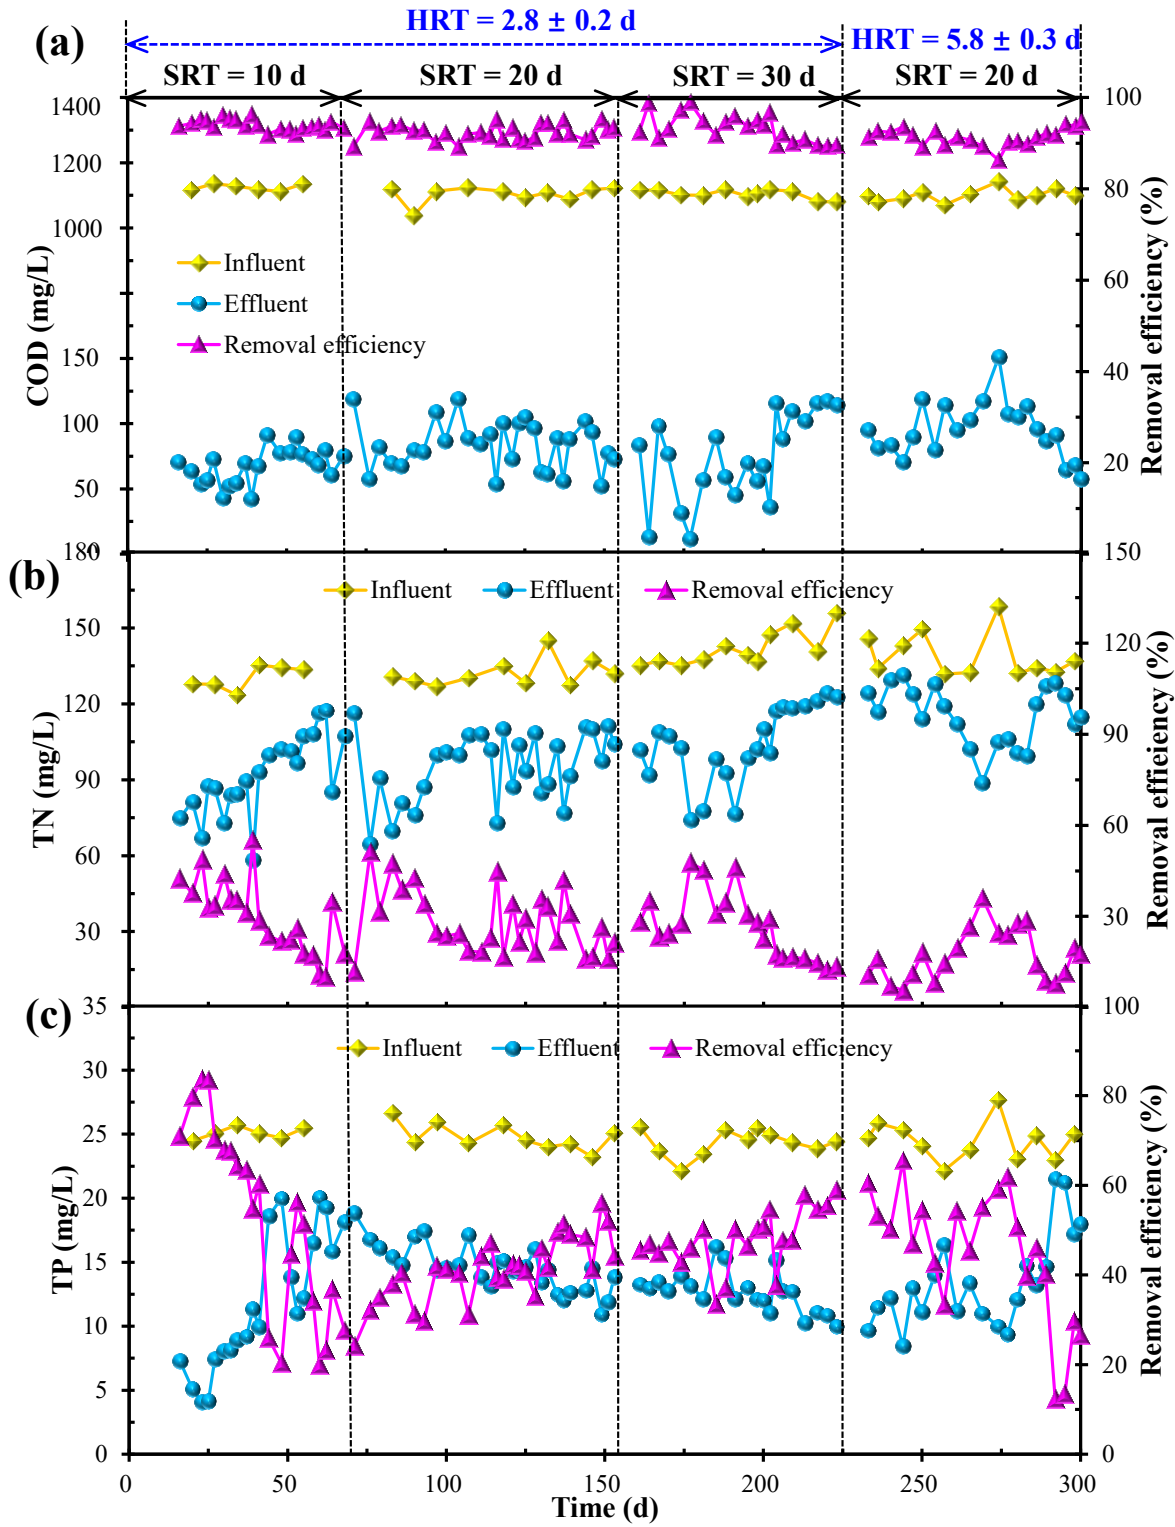 HRT = 2.8 ± 0.2 d
(a)
HRT = 5.8 ± 0.3 d
SRT = 10 d
SRT = 20 d
SRT = 30 d
SRT = 20 d
1400
1200
1000
150
100
50
0
COD (mg/L)
Influent
Effluent
Removal efficiency
100
80
60
40
20
Removal efficiency (%)
(b)
180
150
120
90
60
30
TN (mg/L)
Influent
Effluent
Removal efficiency
150
120
90
60
30
Removal efficiency (%)
(c)
35
30
25
20
15
10
5
0
TP (mg/L)
Influent
Effluent
Removal efficiency
100
80
60
40
20
0
Removal efficiency (%)
0
50
100
150
200
250
300
Time (d)